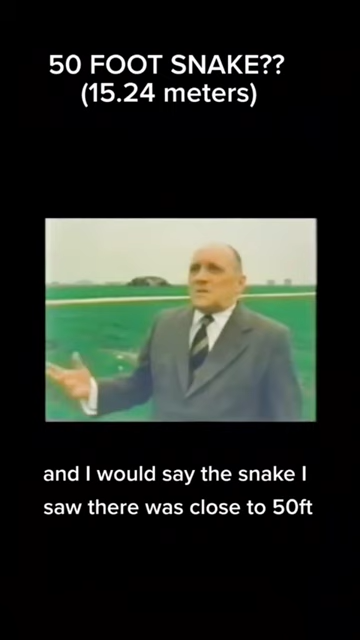 50 FOOT SNAKE??
(15.24 meters)
and I would say the snake I
saw there was close to 50ft